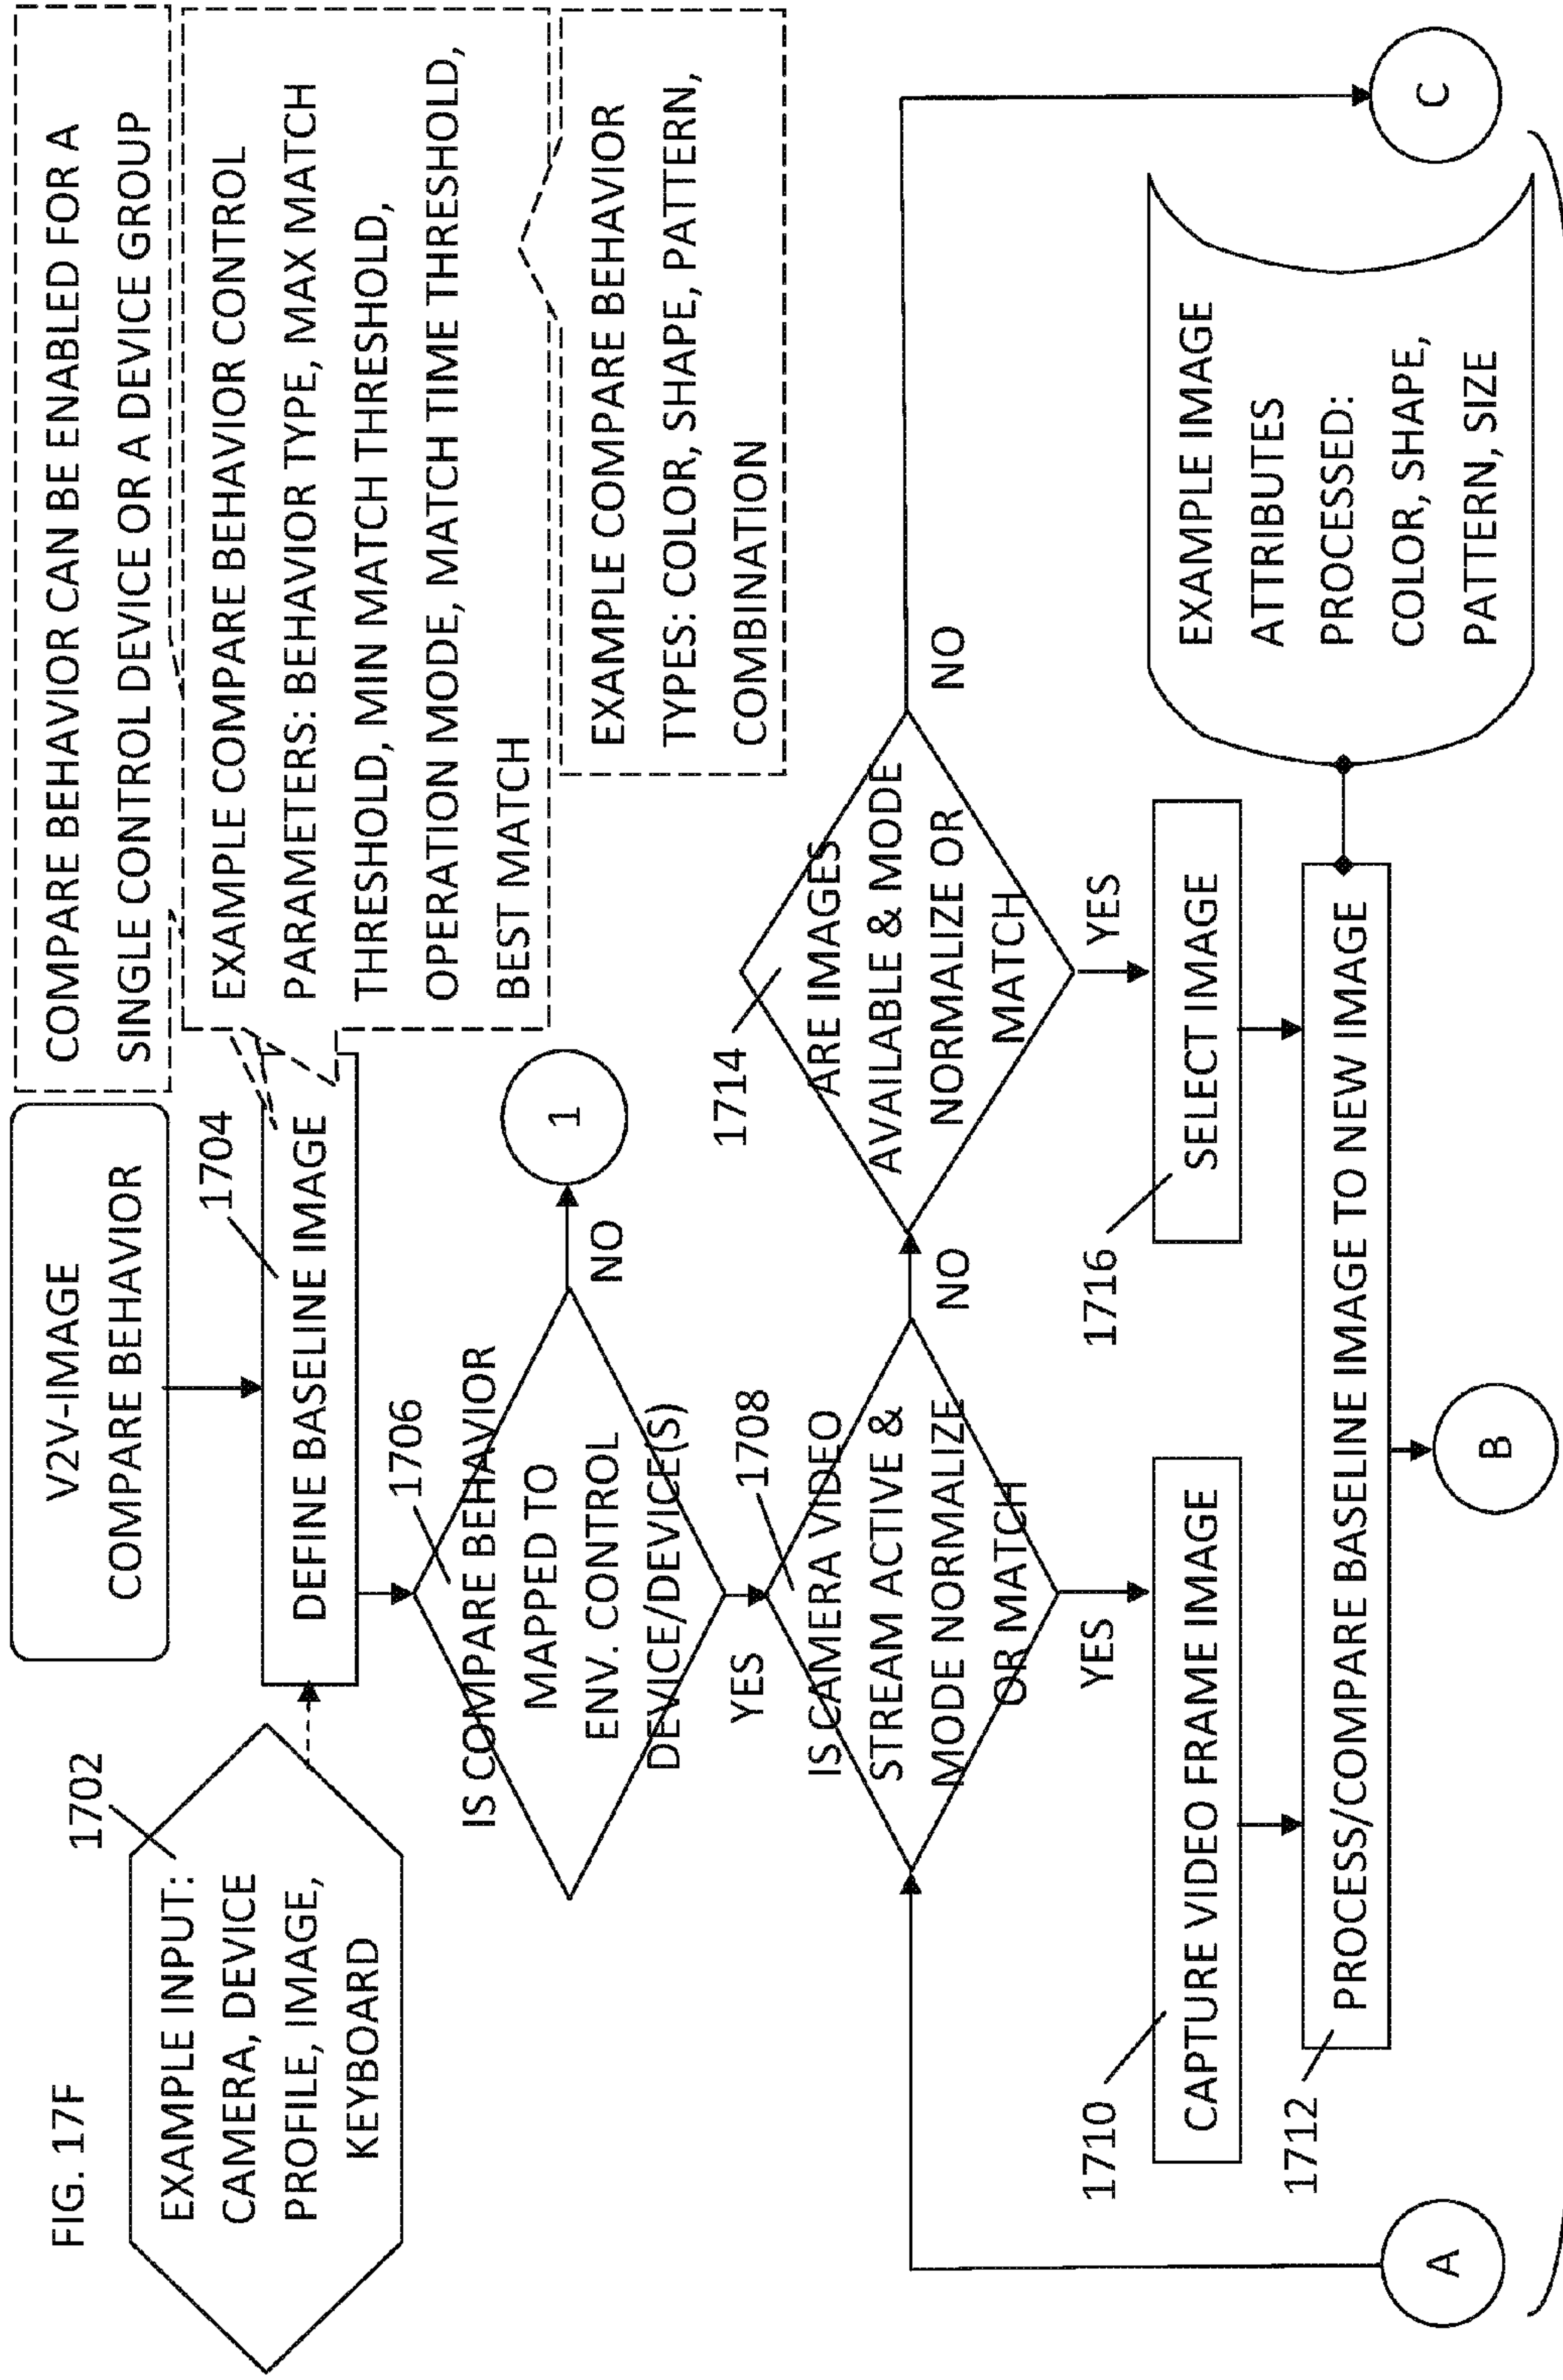 FIG. 17F
1702
EXAMPLE INPUT:
CAMERA, DEVICE
PROFILE, IMAGE,
KEYBOARD
V2V-IMAGE
COMPARE BEHAVIOR
COMPARE BEHAVIOR CAN BE ENABLED FOR A
SINGLE CONTROL DEVICE OR A DEVICE GROUP
1704
DEFINE BASELINE IMAGE
EXAMPLE COMPARE BEHAVIOR CONTROL
PARAMETERS: BEHAVIOR TYPE, MAX MATCH
THRESHOLD, MIN MATCH THRESHOLD,
OPERATION MODE, MATCH TIME THRESHOLD,
BEST MATCH
EXAMPLE COMPARE BEHAVIOR
TYPES: COLOR, SHAPE, PATTERN,
COMBINATION
1706
IS COMPARE BEHAVIOR
MAPPED TO
ENV. CONTROL
DEVICE/DEVICE(S)
NO
1
YES
1708
IS CAMERA VIDEO
STREAM ACTIVE &
MODE NORMALIZE
OR MATCH
NO
1714
ARE IMAGES
AVAILABLE & MODE
NORMALIZE OR
MATCH
NO
YES
YES
1710
CAPTURE VIDEO FRAME IMAGE
1716
SELECT IMAGE
1712
PROCESS/COMPARE BASELINE IMAGE TO NEW IMAGE
EXAMPLE IMAGE
ATTRIBUTES
PROCESSED:
COLOR, SHAPE,
PATTERN, SIZE
A
B
C